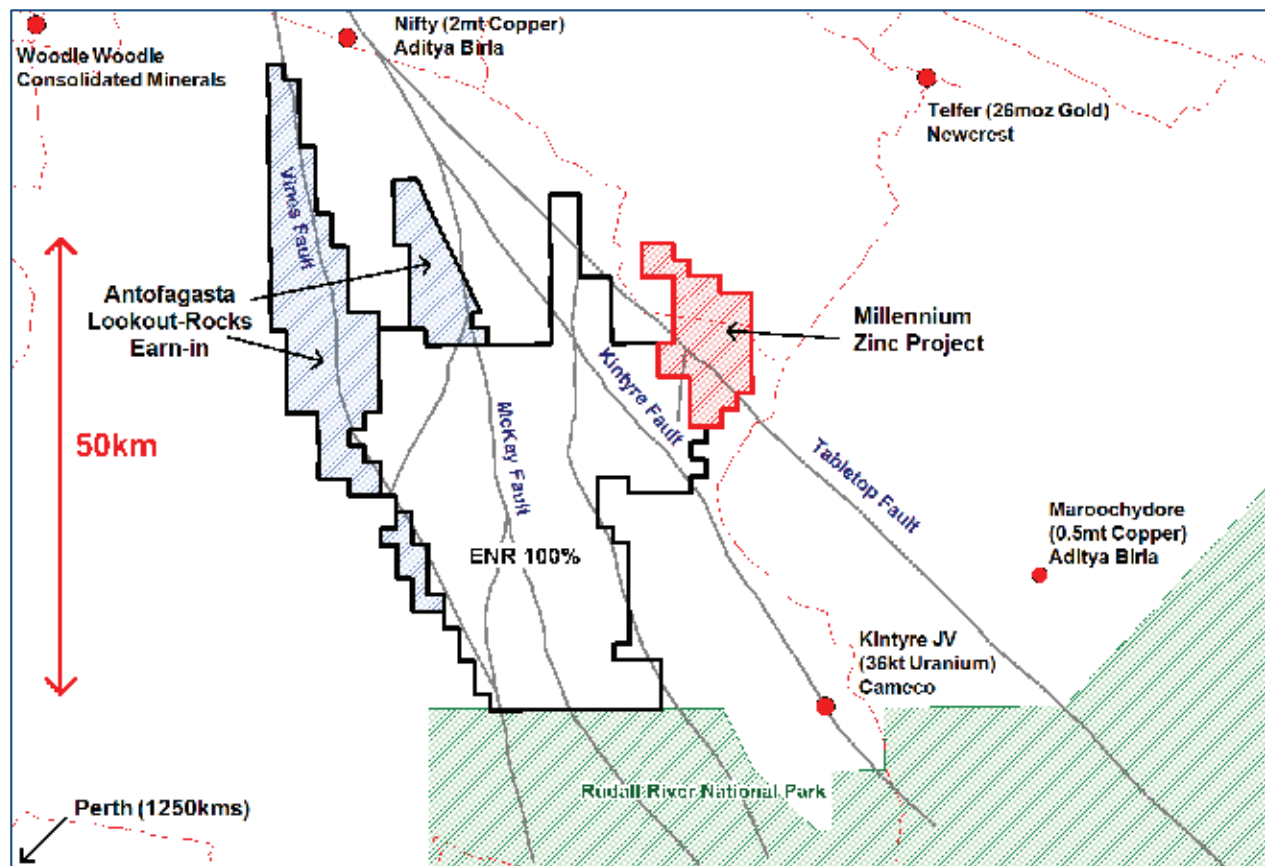 Woodle Woodle
Consolidated Minerals
Nifty (2mt Copper)
Aditya Birla
Telfer (26moz Gold)
Newcrest
Vines Fault
Antofagasta
Lookout-Rocks
Earn-in
Millennium
Zinc Project
50km
McKay Fault
Kintyre Fault
Tabletop Fault
ENR 100%
Maroochydore
(0.5mt Copper)
Aditya Birla
Kintyre JV
(36kt Uranium)
Cameco
Rudall River National Park
Perth (1250kms)